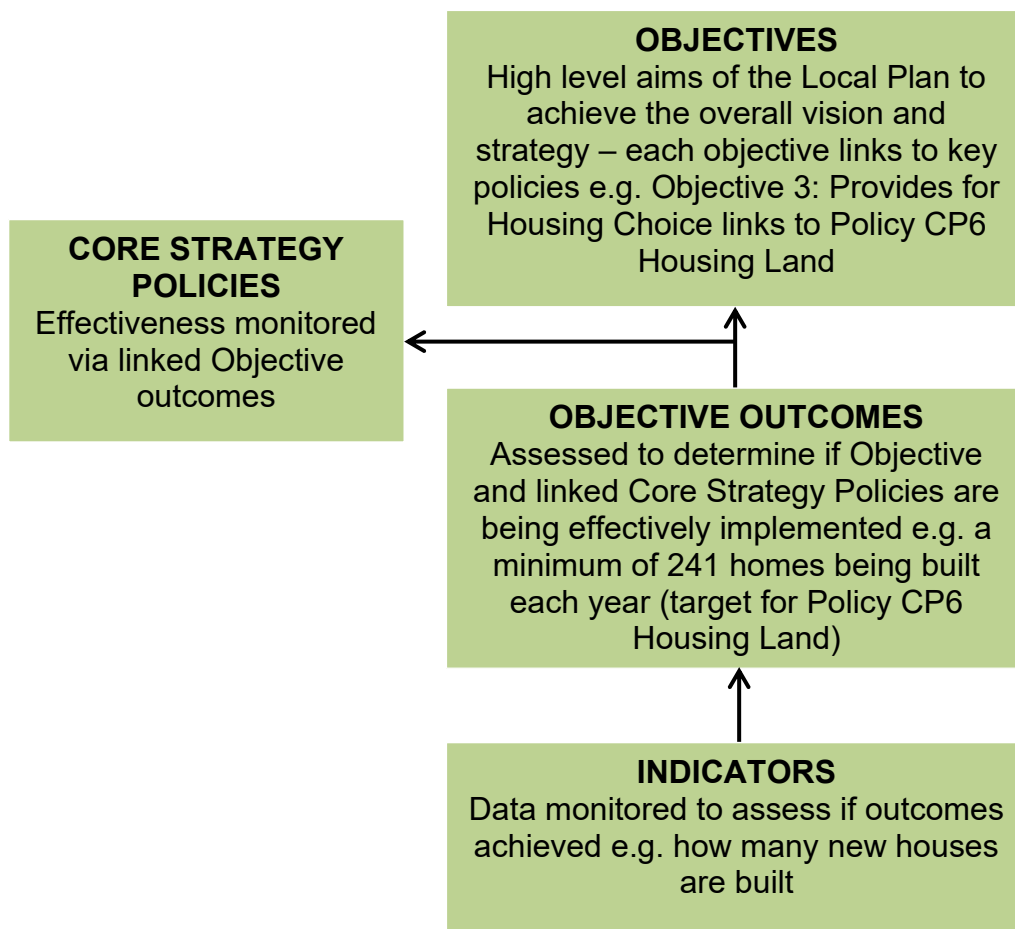 OBJECTIVES
High level aims of the Local Plan to
achieve the overall vision and
strategy – each objective links to key
policies e.g. Objective 3: Provides for
Housing Choice links to Policy CP6
Housing Land
CORE STRATEGY
POLICIES
Effectiveness monitored
via linked Objective
outcomes
OBJECTIVE OUTCOMES
Assessed to determine if Objective
and linked Core Strategy Policies are
being effectively implemented e.g. a
minimum of 241 homes being built
each year (target for Policy CP6
Housing Land)
INDICATORS
Data monitored to assess if outcomes
achieved e.g. how many new houses
are built